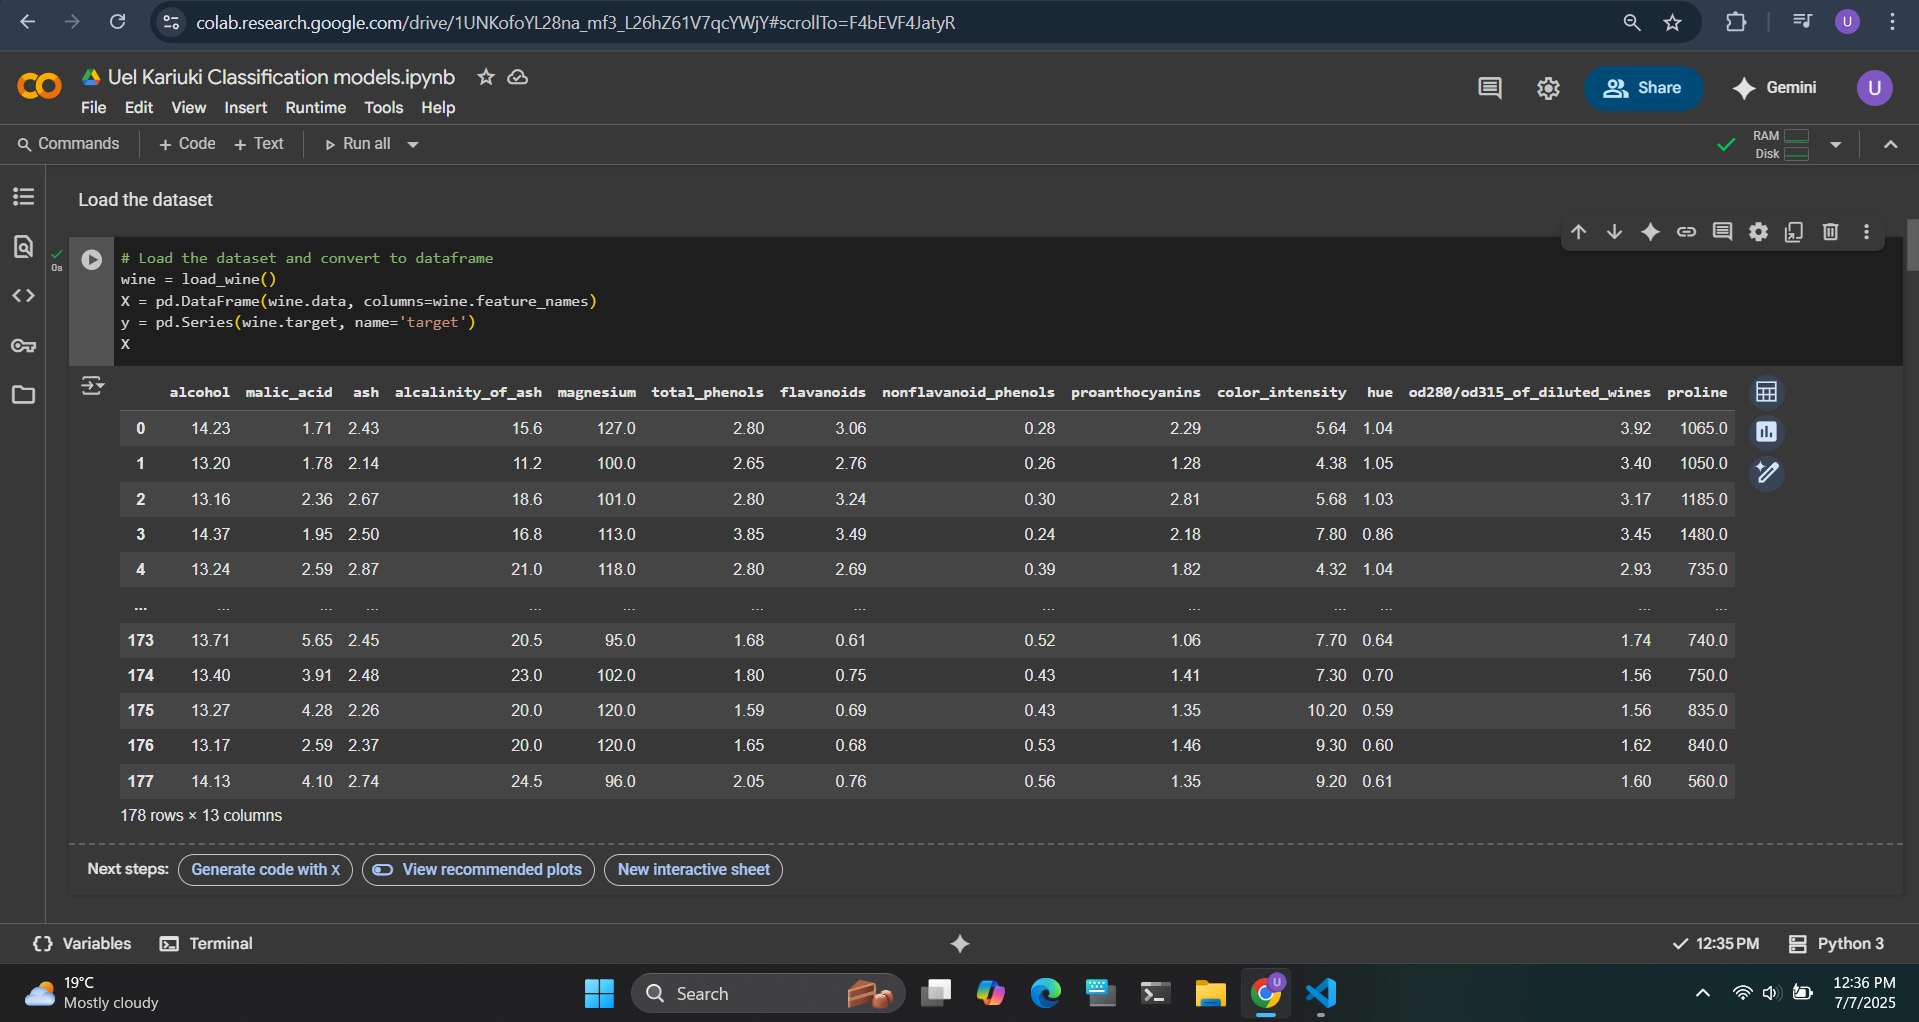 colab.research.google.com/drive/1UNKofoYL28na_mf3_L26hZ61V7qcYWjY#scrollTo=F4bEVF4JatyR
U
Uel Kariuki Classification models.ipynb
File Edit View Insert Runtime Tools Help
Share
Gemini
U
Commands + Code + Text Run all
RAM
Disk
Load the dataset
0s
# Load the dataset and convert to dataframe
wine = load_wine()
X = pd.DataFrame(wine.data, columns=wine.feature_names)
y = pd.Series(wine.target, name='target')
X
alcohol malic_acid ash alcalinity_of_ash magnesium total_phenols flavanoids nonflavanoid_phenols proanthocyanins color_intensity hue od280/od315_of_diluted_wines proline
0 14.23 1.71 2.43 15.6 127.0 2.80 3.06 0.28 2.29 5.64 1.04 3.92 1065.0
1 13.20 1.78 2.14 11.2 100.0 2.65 2.76 0.26 1.28 4.38 1.05 3.40 1050.0
2 13.16 2.36 2.67 18.6 101.0 2.80 3.24 0.30 2.81 5.68 1.03 3.17 1185.0
3 14.37 1.95 2.50 16.8 113.0 3.85 3.49 0.24 2.18 7.80 0.86 3.45 1480.0
4 13.24 2.59 2.87 21.0 118.0 2.80 2.69 0.39 1.82 4.32 1.04 2.93 735.0
... ... ... ... ... ... ... ... ... ... ... ... ... ...
173 13.71 5.65 2.45 20.5 95.0 1.68 0.61 0.52 1.06 7.70 0.64 1.74 740.0
174 13.40 3.91 2.48 23.0 102.0 1.80 0.75 0.43 1.41 7.30 0.70 1.56 750.0
175 13.27 4.28 2.26 20.0 120.0 1.59 0.69 0.43 1.35 10.20 0.59 1.56 835.0
176 13.17 2.59 2.37 20.0 120.0 1.65 0.68 0.53 1.46 9.30 0.60 1.62 840.0
177 14.13 4.10 2.74 24.5 96.0 2.05 0.76 0.56 1.35 9.20 0.61 1.60 560.0
178 rows × 13 columns
Next steps: Generate code with X View recommended plots New interactive sheet
Variables Terminal
12:35 PM Python 3
19°C
Mostly cloudy
Search
U
12:36 PM
7/7/2025